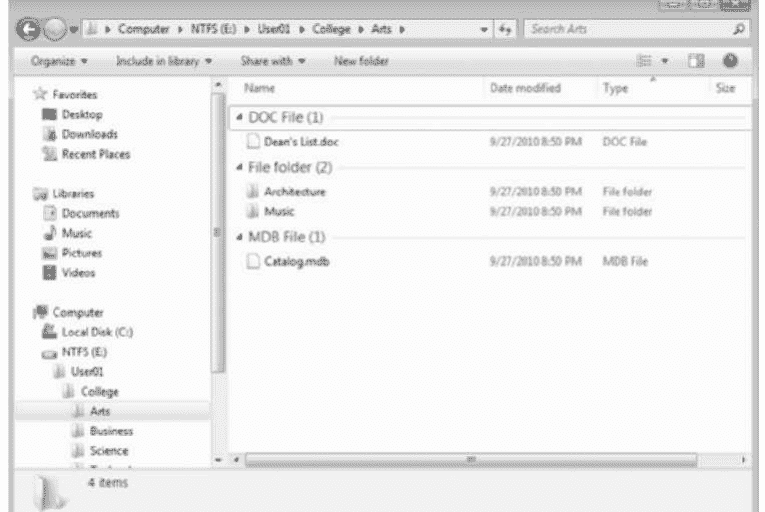 Computer NTFS (E:) User01 College Arts Search Arts
Organize Include in library Share with New folder
Name Date modified Type Size
Favorites
Desktop
Downloads
Recent Places
Libraries
Documents
Music
Pictures
Videos
Computer
Local Disk (C:)
NTFS (E:)
User01
College
Arts
Business
Science
DOC File (1)
Dean's List.doc 9/27/2010 8:50 PM DOC File
File folder (2)
Architecture 9/27/2010 8:50 PM File folder
Music 9/27/2010 8:50 PM File folder
MDB File (1)
Catalog.mdb 9/27/2010 8:50 PM MDB File
4 items